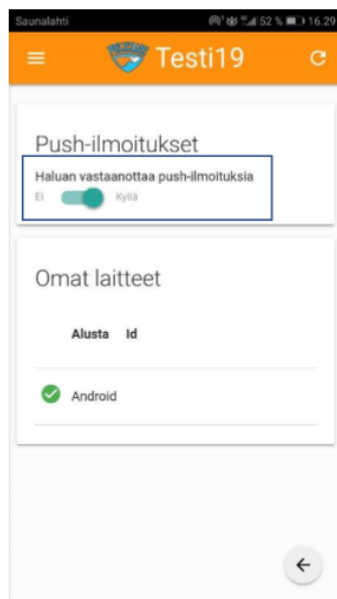 Saunalahti 52 % 16.29
Testi19
Push-ilmoitukset
Haluan vastaanottaa push-ilmoituksia
Ei Kyllä
Omat laitteet
Alusta Id
Android